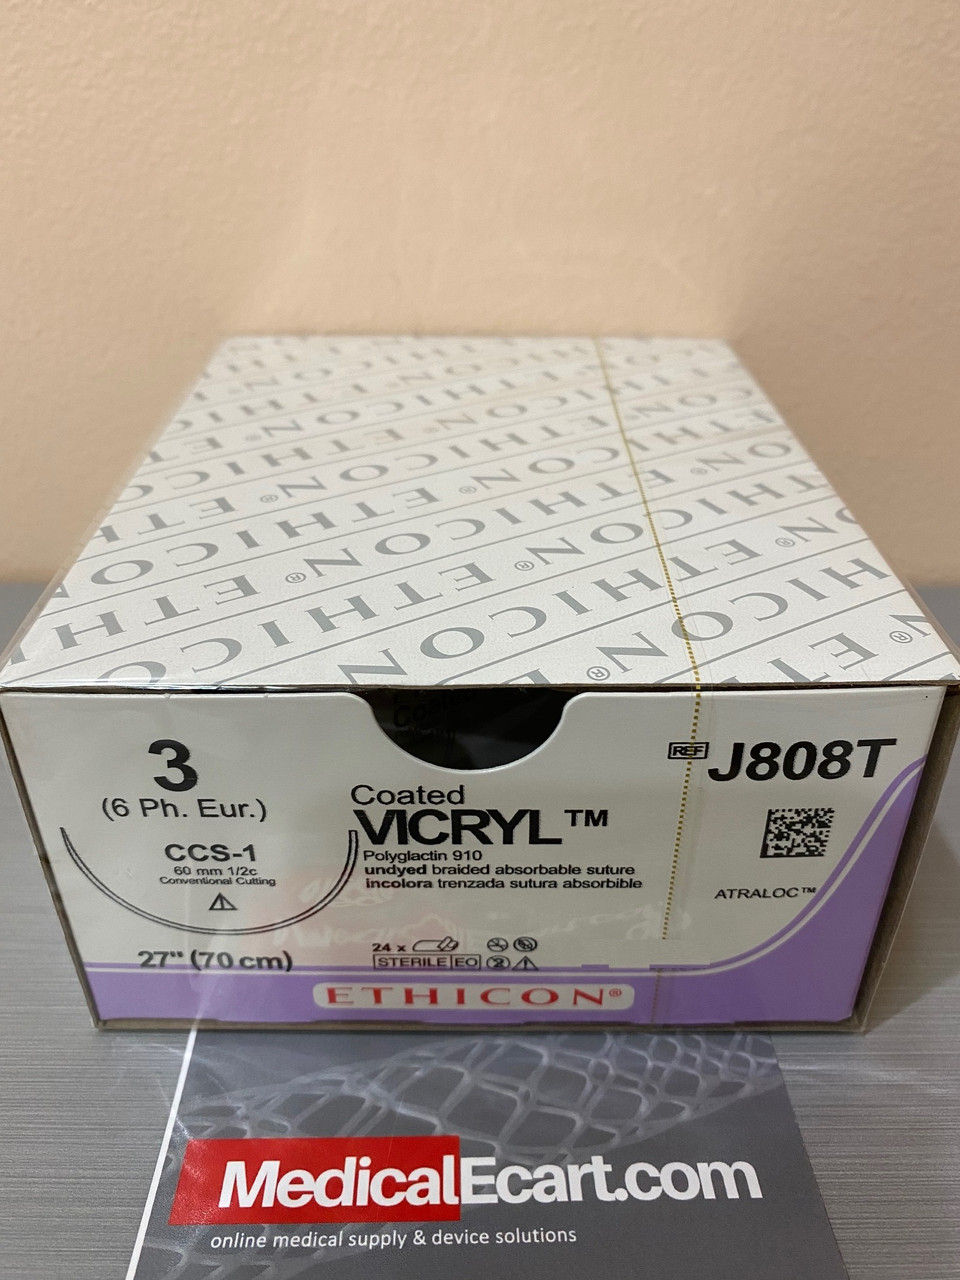 ETHICON®
3
(6 Ph. Eur.)
CCS-1
60 mm 1/2c
Conventional Cutting
27" (70 cm)
Coated
VICRYL™
Polyglactin 910
undyed braided absorbable suture
incolora trenzada sutura absorbible
24 x
STERILE EO
2
REF J808T
ATRALOC™
ETHICON®
MedicalEcart.com
online medical supply & device solutions